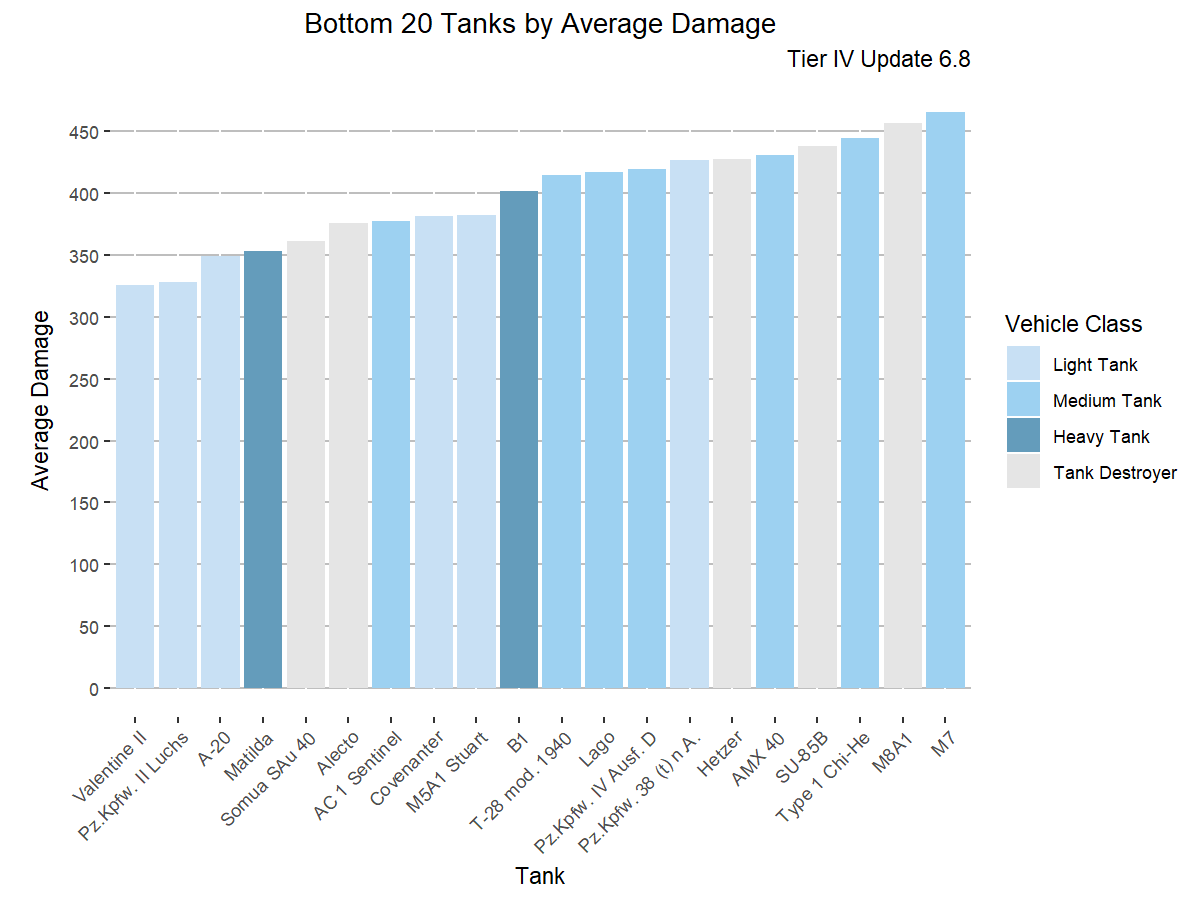 Bottom 20 Tanks by Average Damage
Tier IV Update 6.8
Average Damage
450
400
350
300
250
200
150
100
50
0
Valentine II
Pz.Kpfw. II Luchs
A-20
Matilda
Somua SAu 40
Alecto
AC 1 Sentinel
Covenanter
M5A1 Stuart
B1
T-28 mod. 1940
Lago
Pz.Kpfw. IV Ausf. D
Pz.Kpfw. 38 (t) n A.
Hetzer
AMX 40
SU-85B
Type 1 Chi-He
M8A1
M7
Tank
Vehicle Class
Light Tank
Medium Tank
Heavy Tank
Tank Destroyer